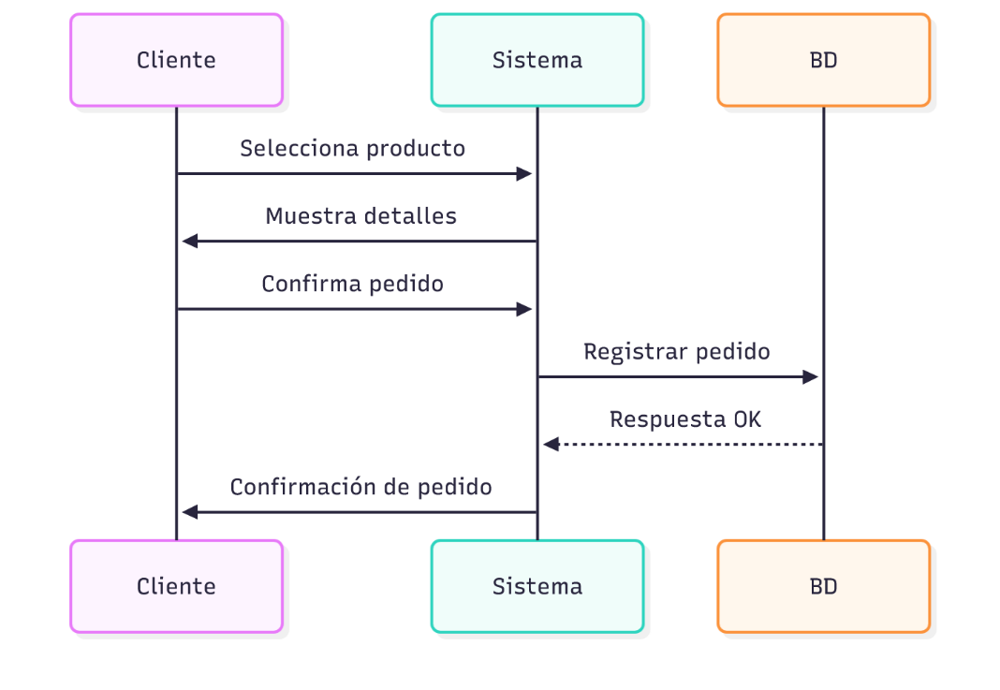 Cliente
Sistema
BD
Selecciona producto
Muestra detalles
Confirma pedido
Registrar pedido
Respuesta OK
Confirmación de pedido
Cliente
Sistema
BD